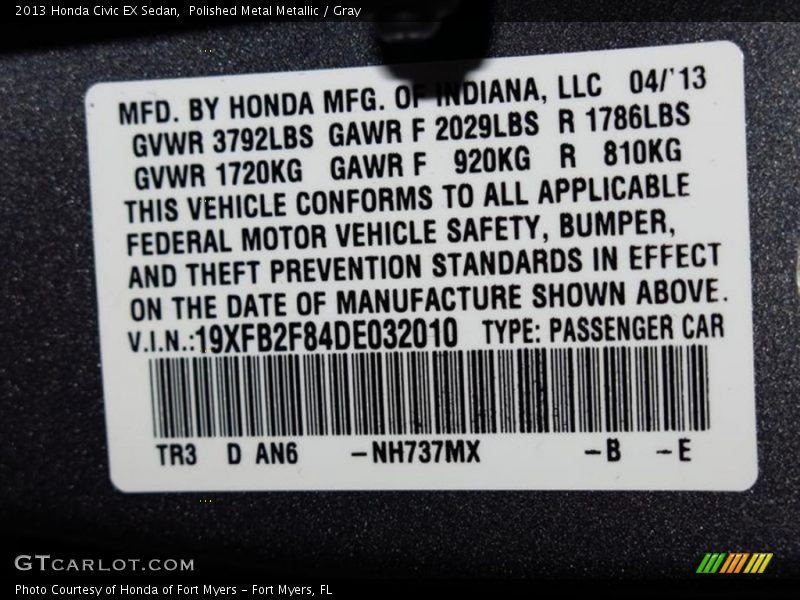 2013 Honda Civic EX Sedan,  Polished Metal Metallic / Gray
MFD. BY HONDA MFG. OF INDIANA, LLC 04/'13
GVWR 3792LBS GAWR F 2029LBS R 1786LBS
GVWR 1720KG GAWR F 920KG R 810KG
THIS VEHICLE CONFORMS TO ALL APPLICABLE
FEDERAL MOTOR VEHICLE SAFETY, BUMPER,
AND THEFT PREVENTION STANDARDS IN EFFECT
ON THE DATE OF MANUFACTURE SHOWN ABOVE.
V.I.N.:19XFB2F84DE032010 TYPE: PASSENGER CAR
TR3 D AN6 –NH737MX –B –E
GTCARLOT.COM
Photo Courtesy of Honda of Fort Myers – Fort Myers, FL